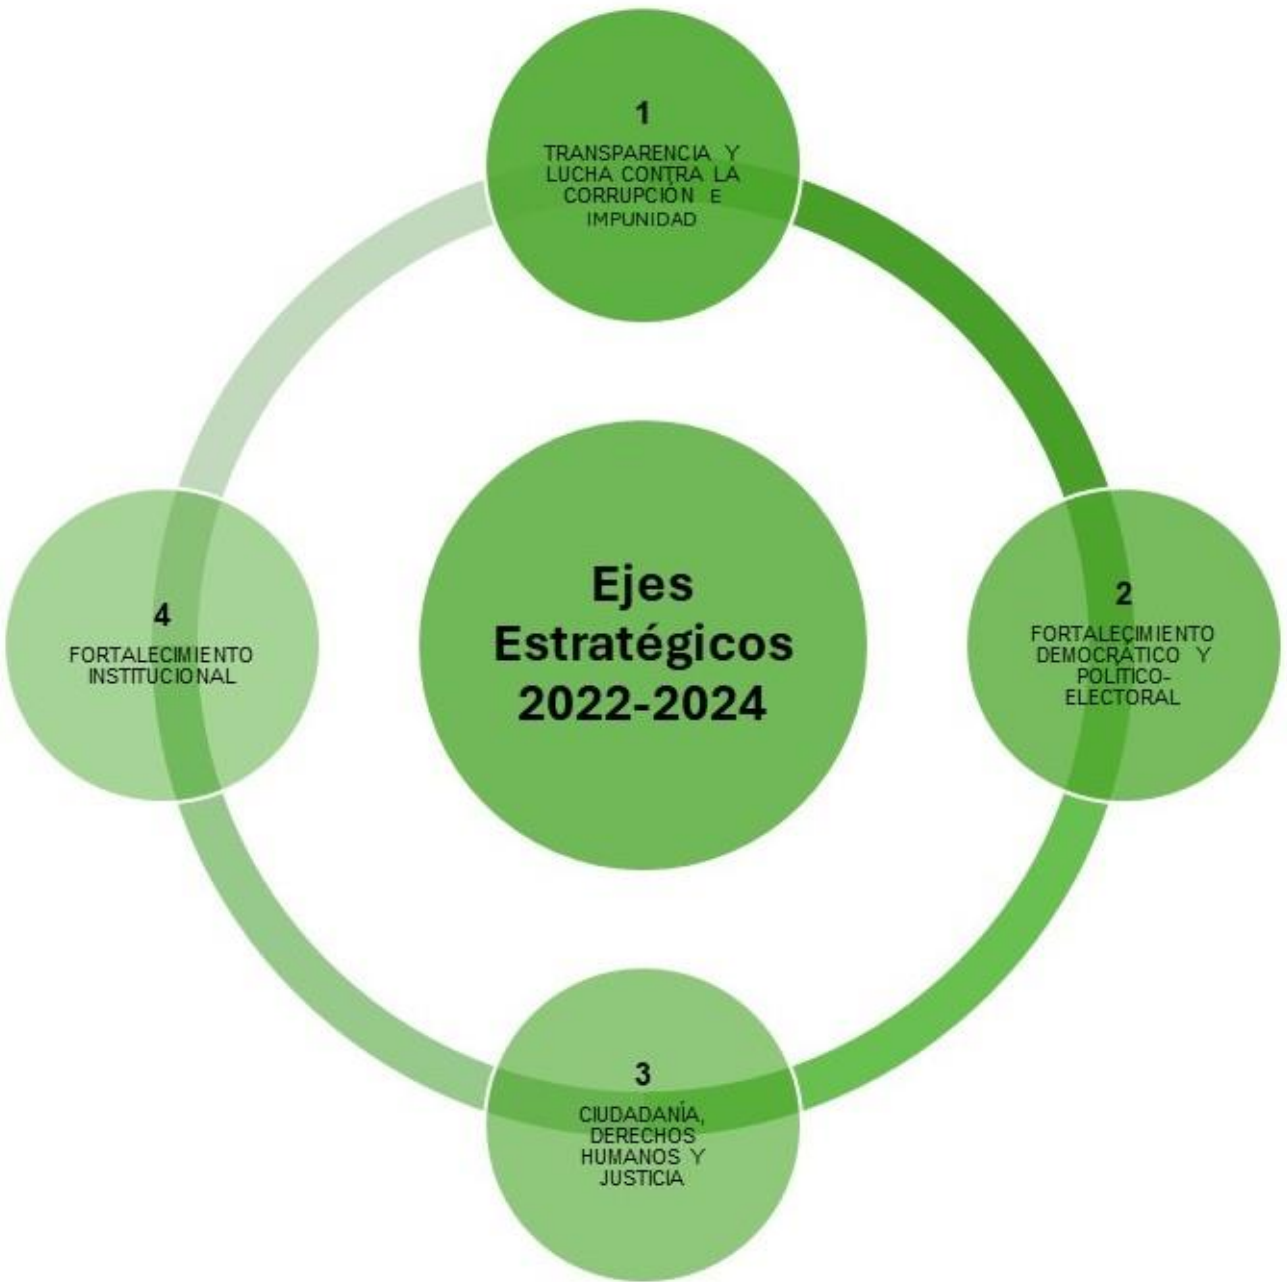 1
TRANSPARENCIA Y
LUCHA CONTRA LA
CORRUPCIÓN E
IMPUNIDAD
Ejes
Estratégicos
2022-2024
2
FORTALECIMIENTO
DEMOCRÁTICO Y
POLÍTICO-
ELECTORAL
3
CIUDADANÍA,
DERECHOS
HUMANOS Y
JUSTICIA
4
FORTALECIMIENTO
INSTITUCIONAL